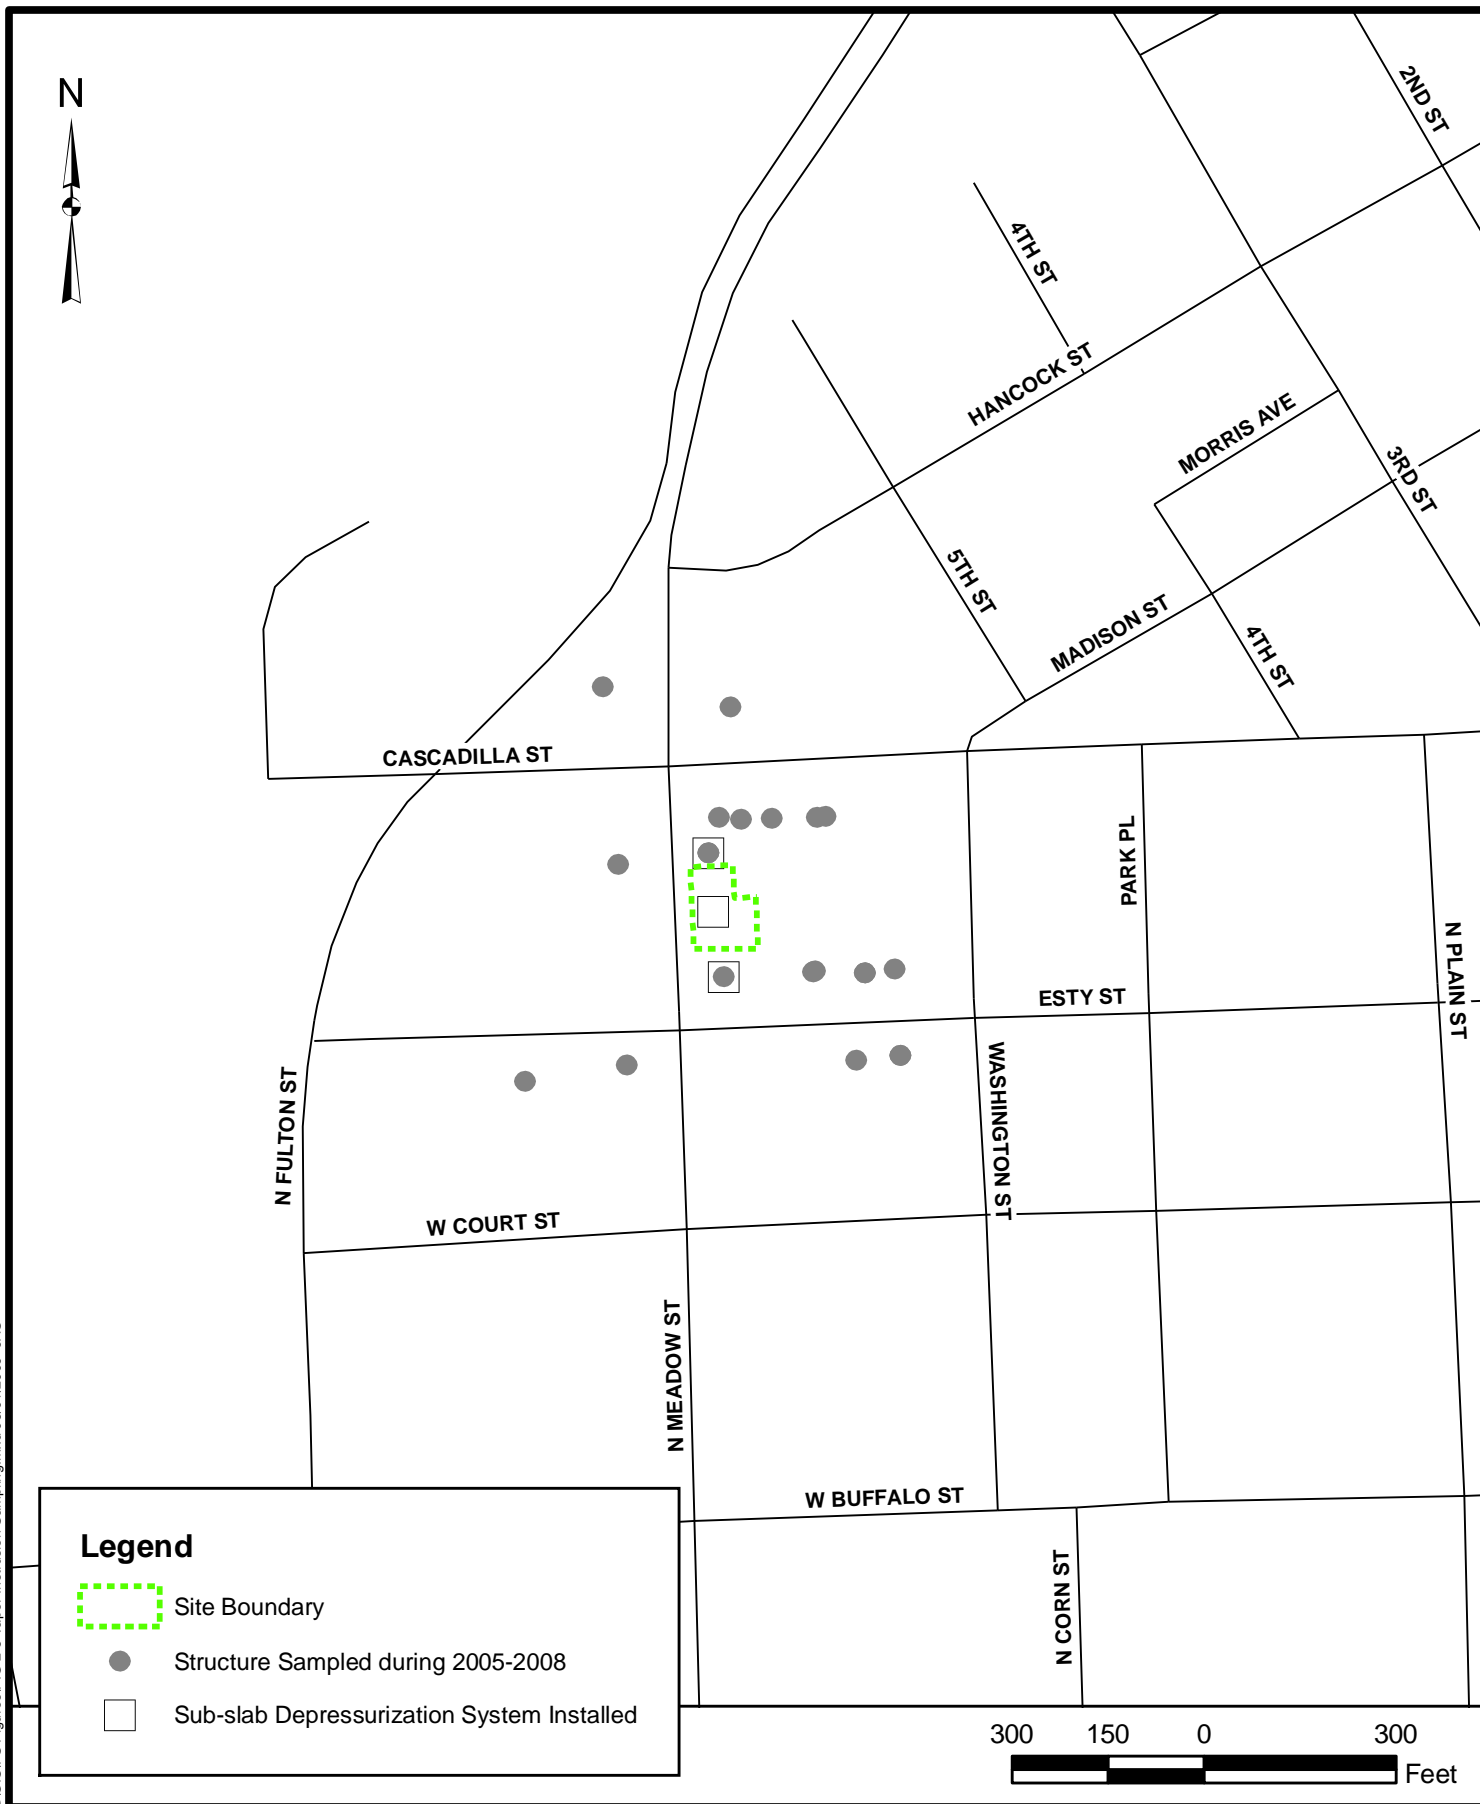 N
2ND ST
4TH ST
HANCOCK ST
MORRIS AVE
3RD ST
5TH ST
MADISON ST
4TH ST
CASCADILLA ST
PARK PL
N PLAIN ST
ESTY ST
WASHINGTON ST
N FULTON ST
W COURT ST
N MEADOW ST
W BUFFALO ST
N CORN ST
Legend
Site Boundary
Structure Sampled during 2005-2008
Sub-slab Depressurization System Installed
300 150 0 300
Feet